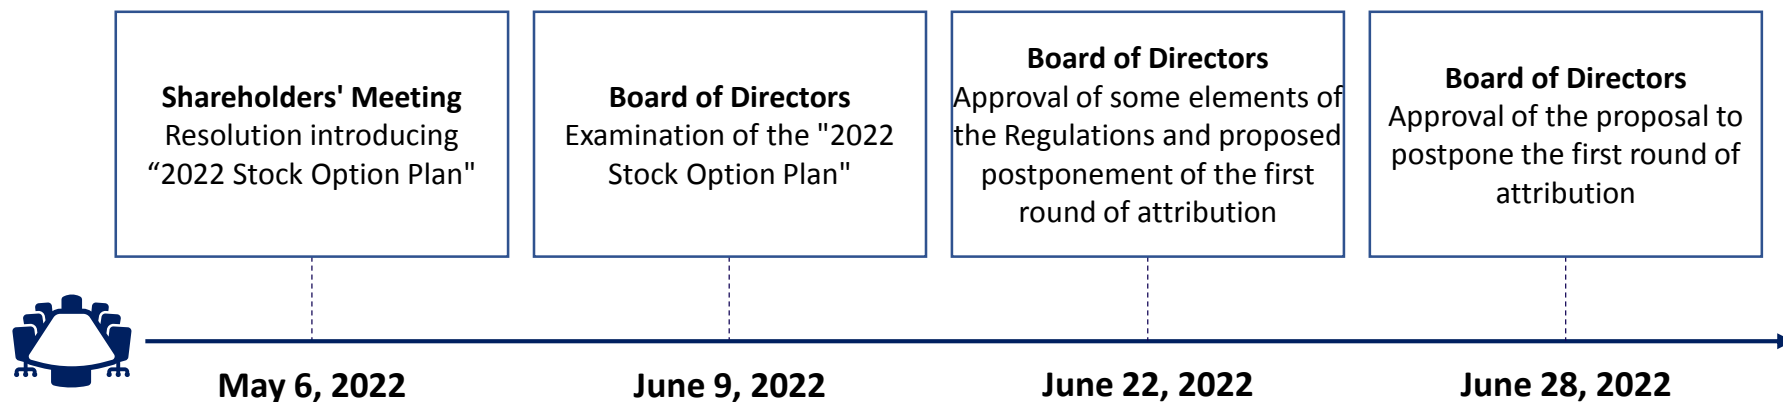 Shareholders' Meeting
Resolution introducing
“2022 Stock Option Plan"
Board of Directors
Examination of the "2022
Stock Option Plan"
Board of Directors
Approval of some elements of
the Regulations and proposed
postponement of the first
round of attribution
Board of Directors
Approval of the proposal to
postpone the first round of
attribution
May 6, 2022
June 9, 2022
June 22, 2022
June 28, 2022